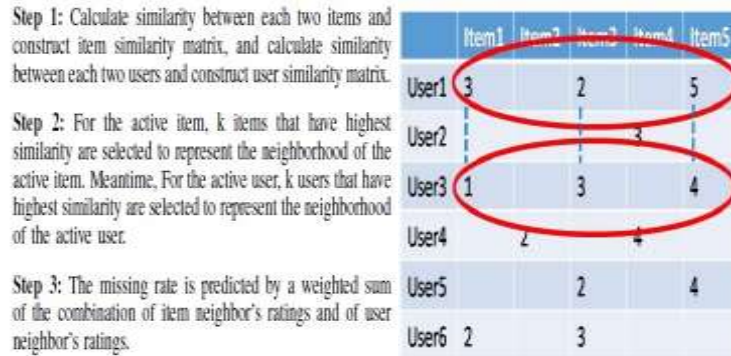 Step 1: Calculate similarity between each two items and
construct item similarity matrix, and calculate similarity
between each two users and construct user similarity matrix.
Step 2: For the active item, k items that have highest
similarity are selected to represent the neighborhood of the
active item. Meantime, For the active user, k users that have
highest similarity are selected to represent the neighborhood
of the active user.
Step 3: The missing rate is predicted by a weighted sum
of the combination of item neighbor's ratings and of user
neighbor's ratings.
Item1 Item2 Item3 Item4 Item5
User1 3 2 5
User2 3
User3 1 3 4
User4 2 4
User5 2 4
User6 2 3